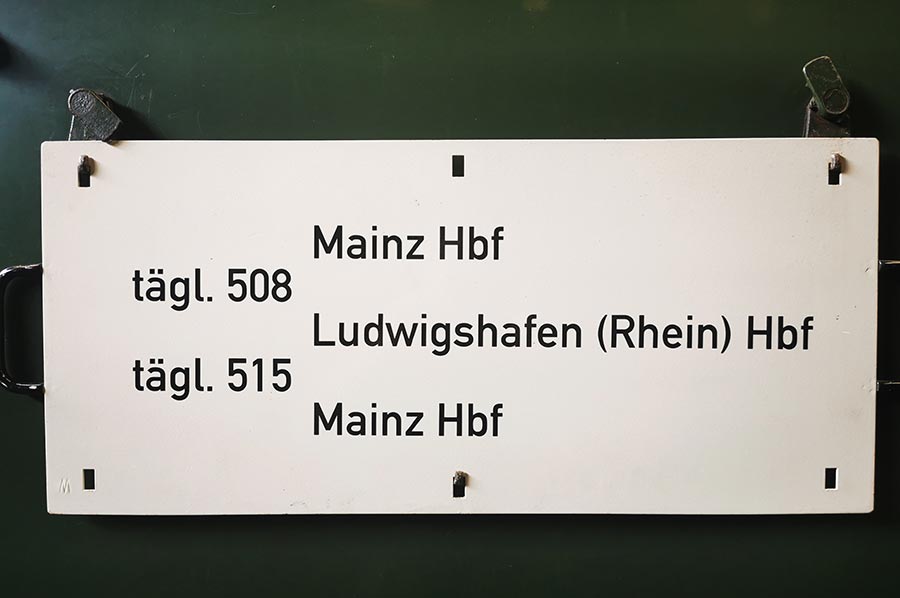 Mainz Hbf
tägl. 508
Ludwigshafen (Rhein) Hbf
tägl. 515
Mainz Hbf
M